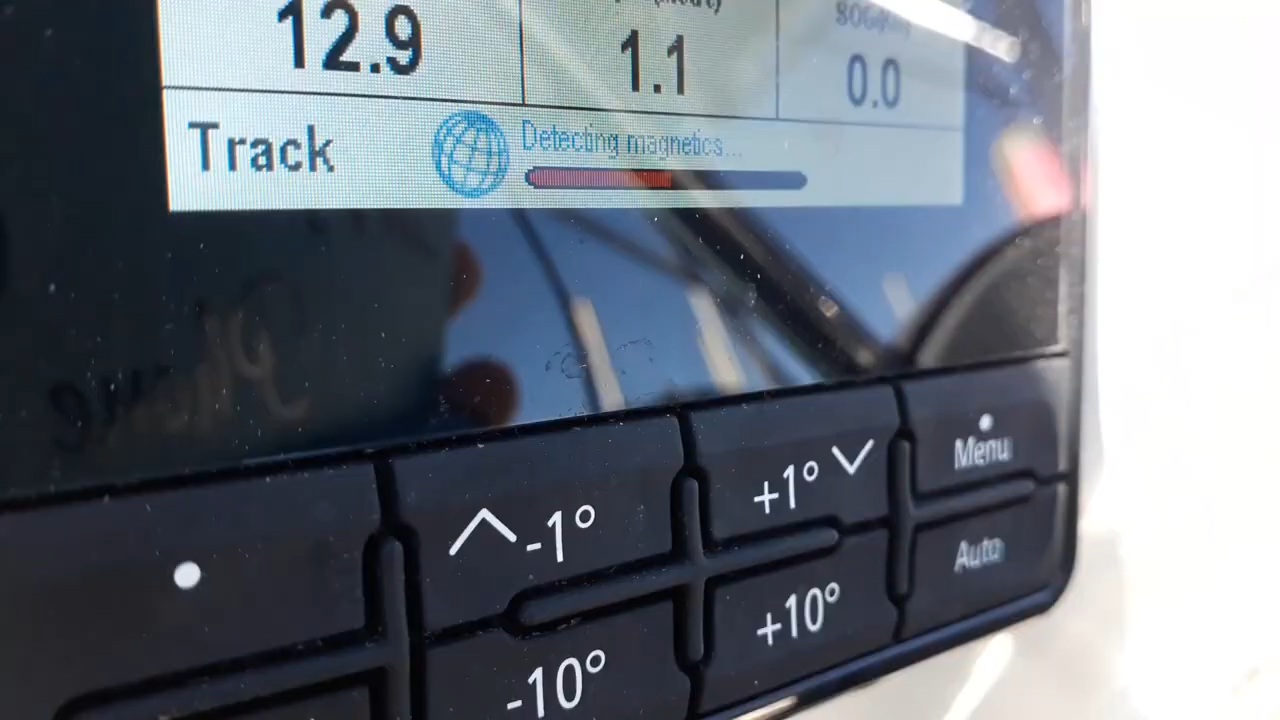 12.9
1.1
0.0
Track
Detecting magnetics...
-1°
+1°
Menu
-10°
+10°
Auto